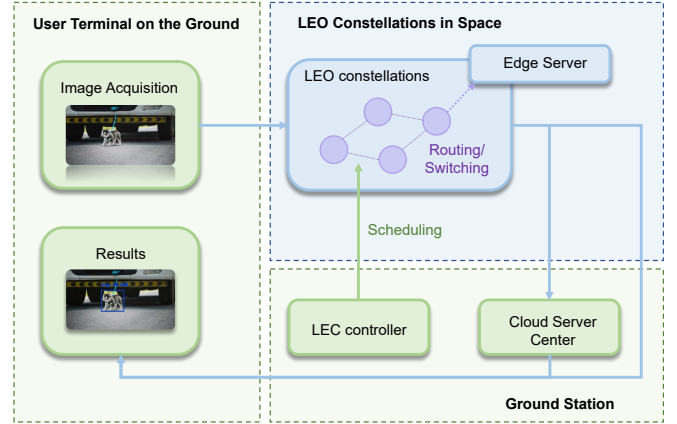 User Terminal on the Ground
Image Acquisition
Results
LEO Constellations in Space
LEO constellations
Edge Server
Routing/
Switching
Scheduling
LEC controller
Cloud Server
Center
Ground Station